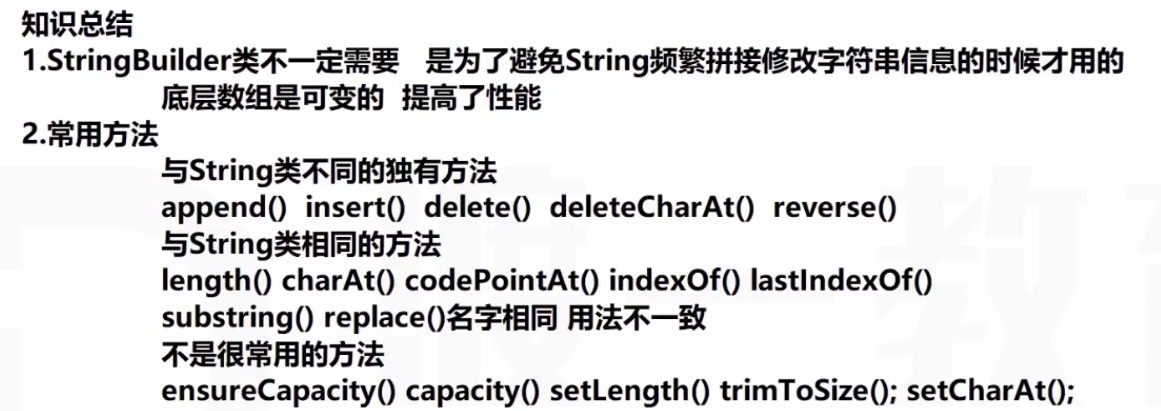 知识总结
1.StringBuilder类不一定需要 是为了避免String频繁拼接修改字符串信息的时候才用的
底层数组是可变的 提高了性能
2.常用方法
与String类不同的独有方法
append() insert() delete() deleteCharAt() reverse()
与String类相同的方法
length() charAt() codePointAt() indexOf() lastIndexOf()
substring() replace()名字相同 用法不一致
不是很常用的方法
ensureCapacity() capacity() setLength() trimToSize(); setCharAt();